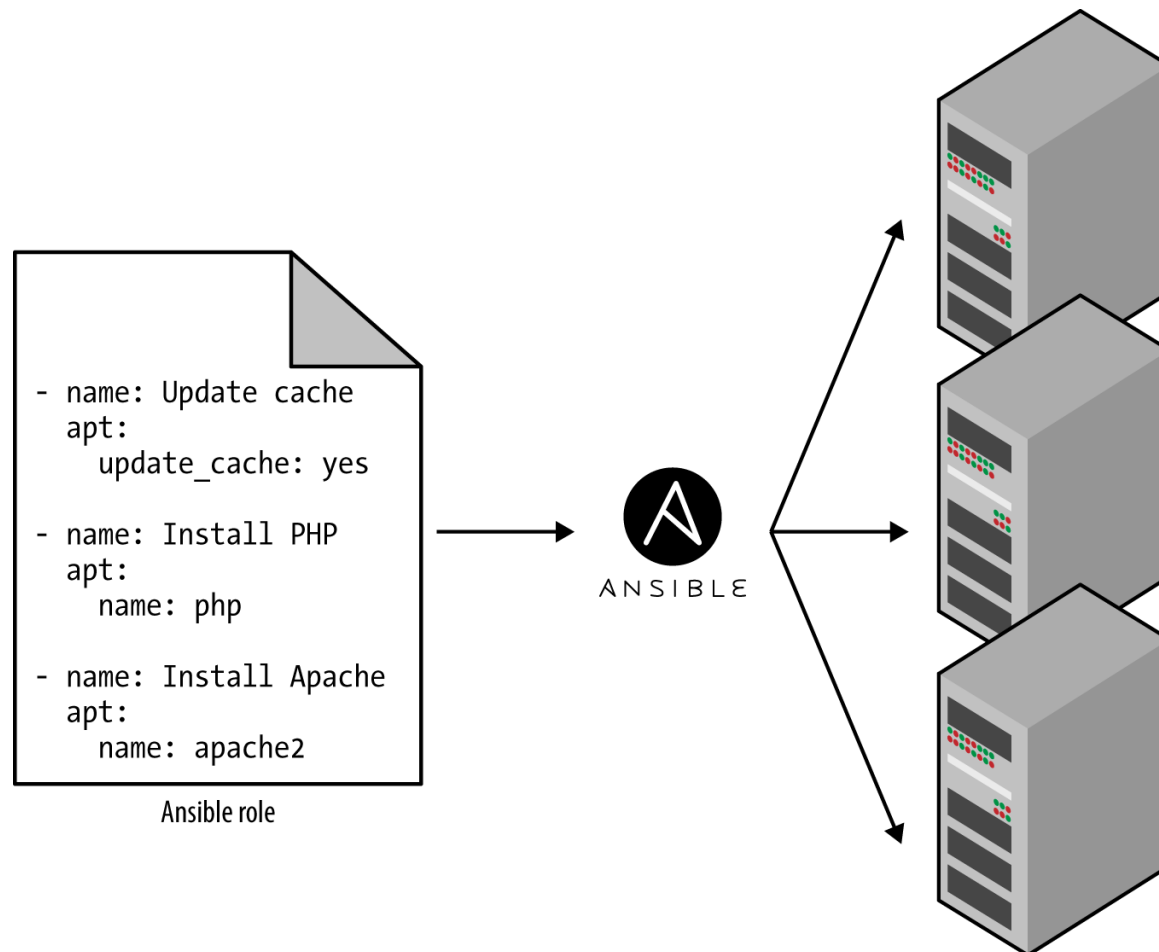 - name: Update cache
  apt:
    update_cache: yes
- name: Install PHP
  apt:
    name: php
- name: Install Apache
  apt:
    name: apache2
Ansible role
ANSIBLE